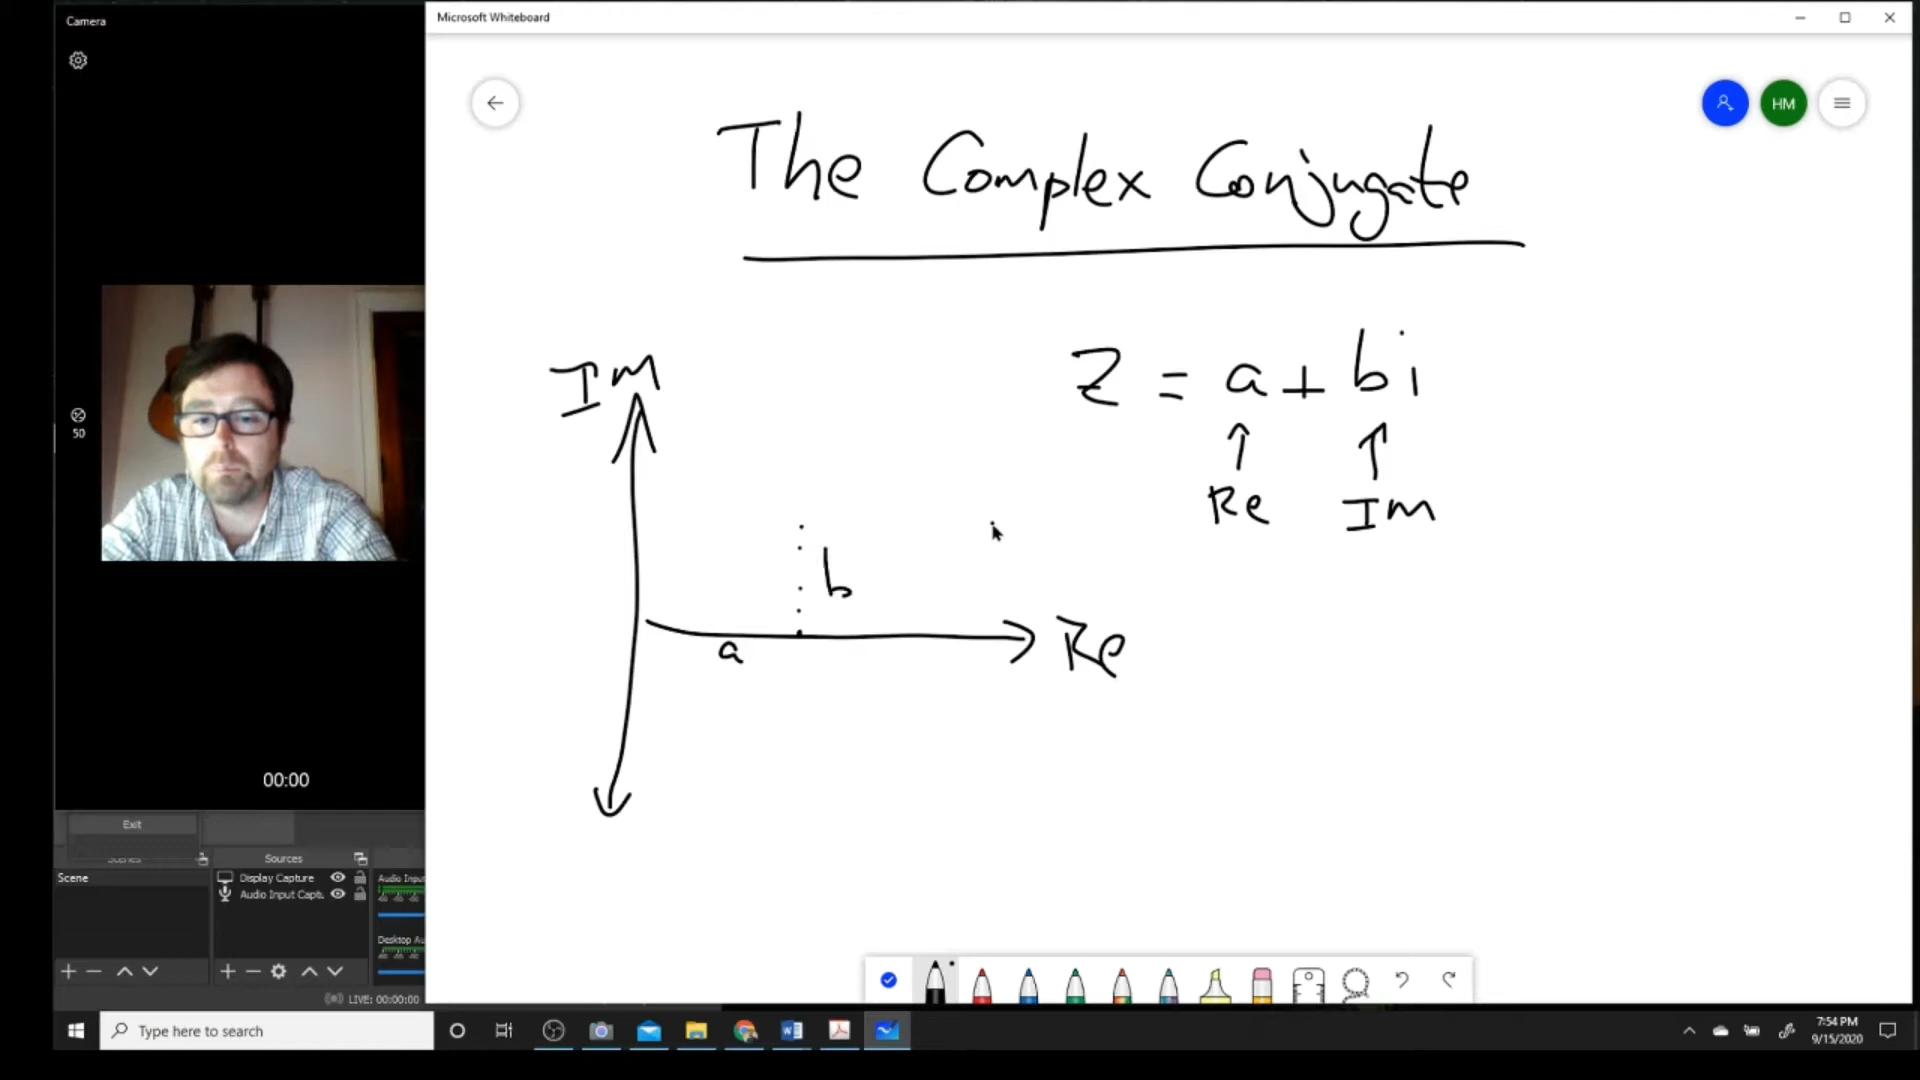 Camera
Microsoft Whiteboard
HM
The Complex Conjugate
Im
z = a + bi
↑ ↑
Re Im
50
b
a
Re
00:00
Exit
Scenes
Sources
Scene
Display Capture
Audio Input Capt
Audio Input
Desktop Au
LIVE: 00:00:00
Type here to search
7:54 PM
9/15/2020